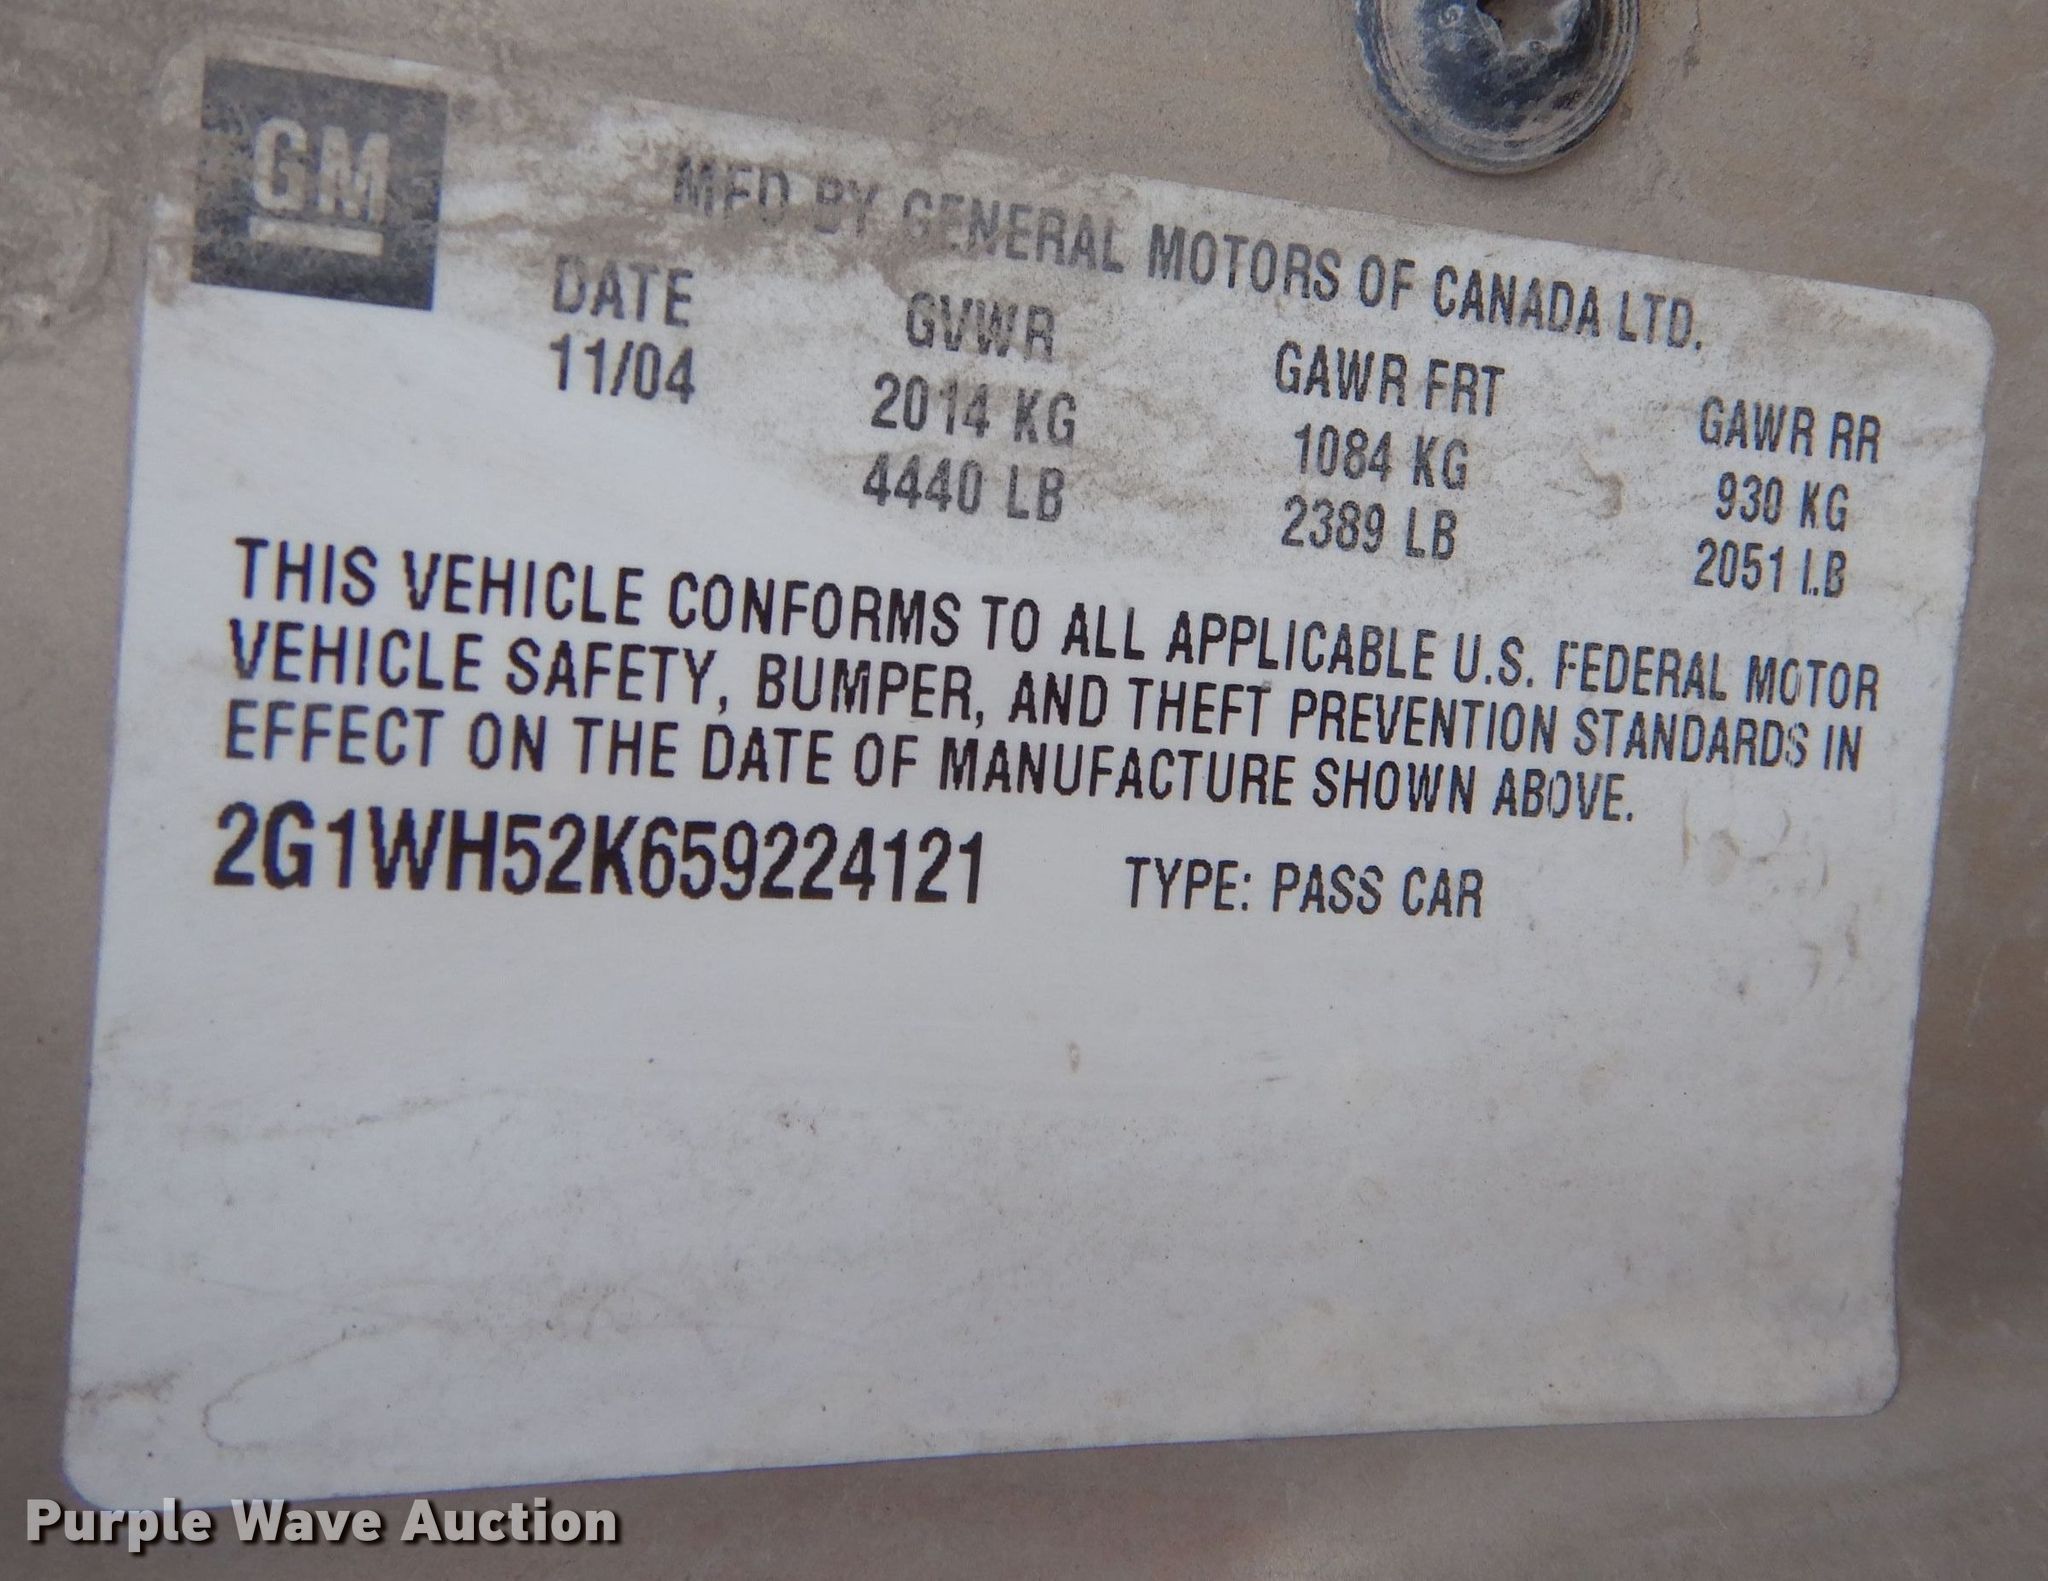 GM
MFD BY GENERAL MOTORS OF CANADA LTD.
DATE GVWR GAWR FRT GAWR RR
11/04 2014 KG 1084 KG 930 KG
4440 LB 2389 LB 2051 LB
THIS VEHICLE CONFORMS TO ALL APPLICABLE U.S. FEDERAL MOTOR
VEHICLE SAFETY, BUMPER, AND THEFT PREVENTION STANDARDS IN
EFFECT ON THE DATE OF MANUFACTURE SHOWN ABOVE.
2G1WH52K659224121 TYPE: PASS CAR
Purple Wave Auction